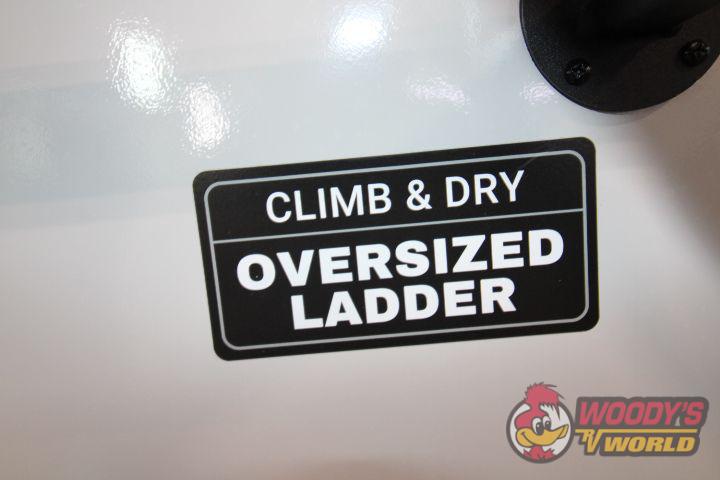 CLIMB & DRY
OVERSIZED
LADDER
WOODY'S
RV WORLD